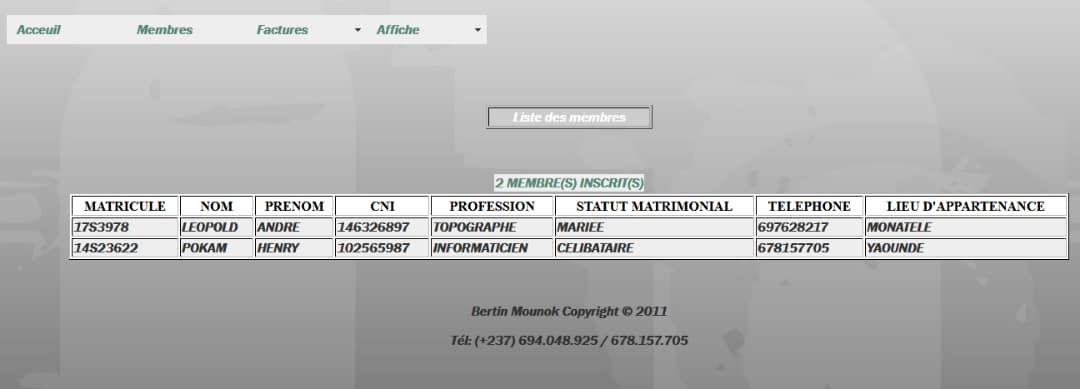 Acceuil Membres Factures Affiche
Liste des membres
2 MEMBRE(S) INSCRIT(S)
MATRICULE NOM PRENOM CNI PROFESSION STATUT MATRIMONIAL TELEPHONE LIEU D'APPARTENANCE
17S3978 LEOPOLD ANDRE 146326897 TOPOGRAPHE MARIEE 697628217 MONATELE
14S23622 POKAM HENRY 102565987 INFORMATICIEN CELIBATAIRE 678157705 YAOUNDE
Bertin Mounok Copyright © 2011
Tél: (+237) 694.048.925 / 678.157.705